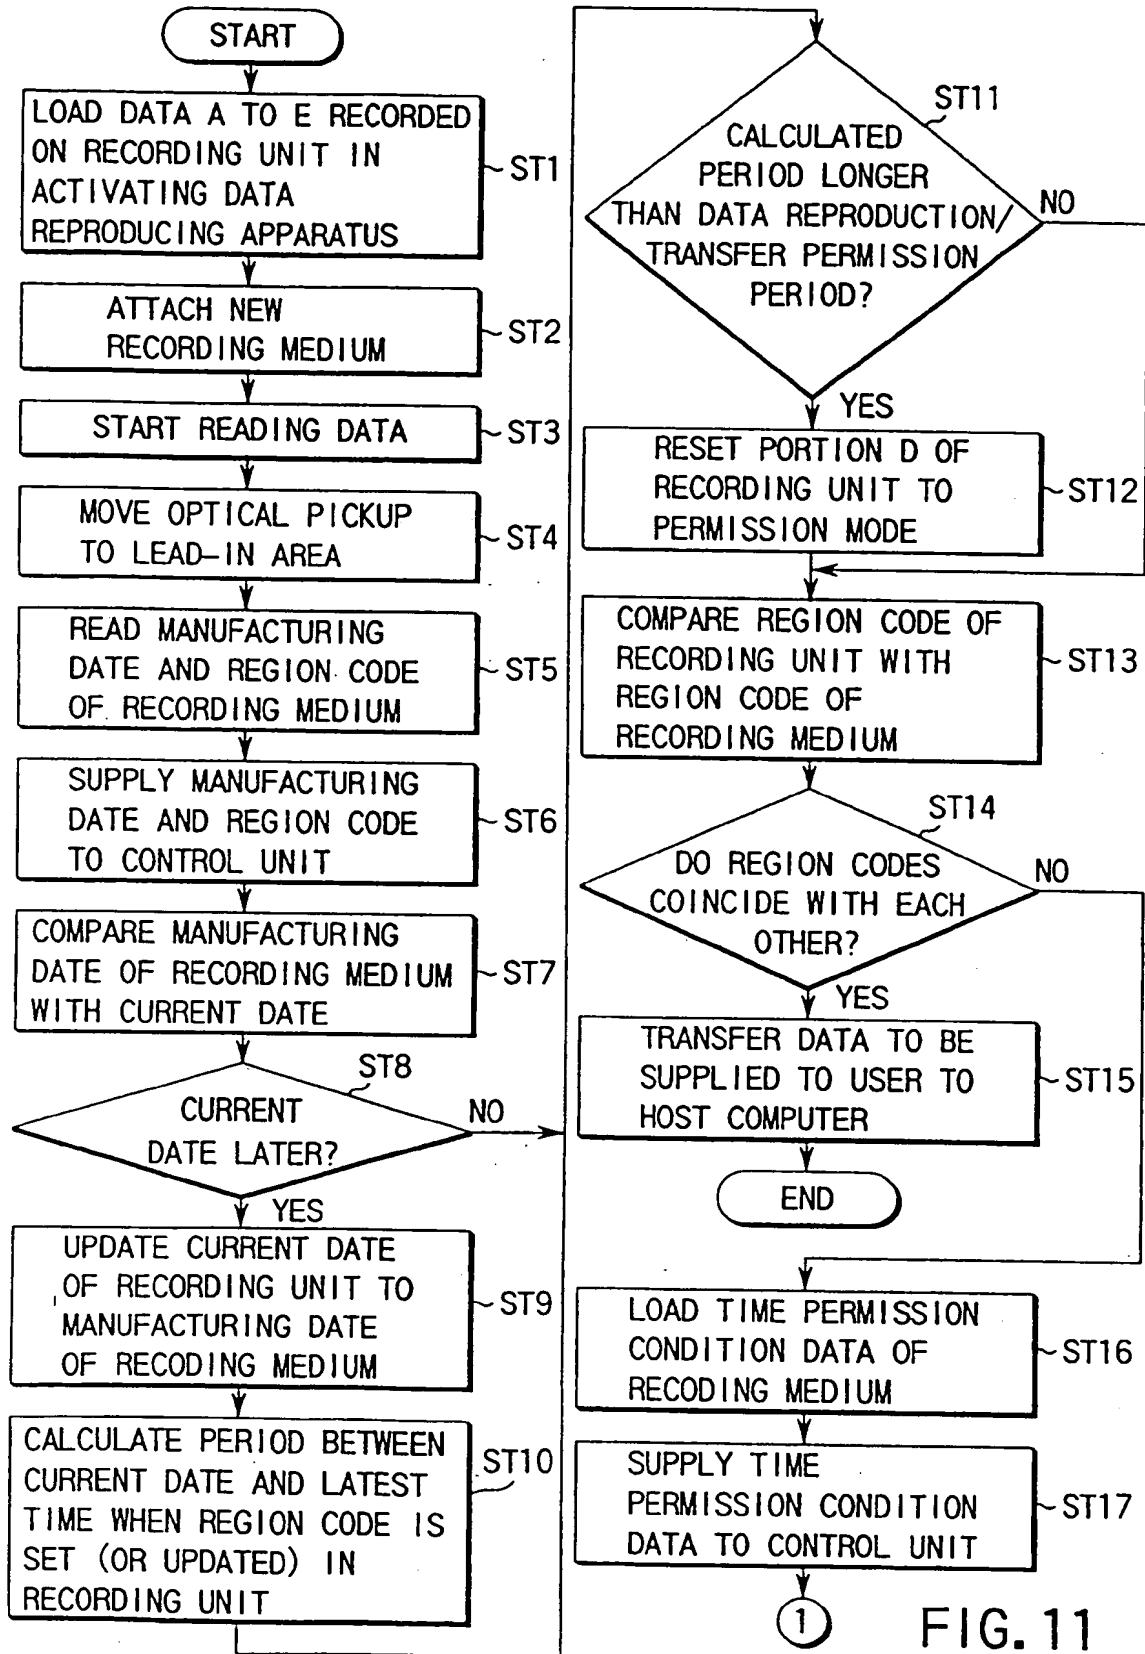 START
LOAD DATA A TO E RECORDED
ON RECORDING UNIT IN
ACTIVATING DATA
REPRODUCING APPARATUS
ST1
ATTACH NEW
RECORDING MEDIUM
ST2
START READING DATA
ST3
MOVE OPTICAL PICKUP
TO LEAD-IN AREA
ST4
READ MANUFACTURING
DATE AND REGION CODE
OF RECORDING MEDIUM
ST5
SUPPLY MANUFACTURING
DATE AND REGION CODE
TO CONTROL UNIT
ST6
COMPARE MANUFACTURING
DATE OF RECORDING MEDIUM
WITH CURRENT DATE
ST7
ST8
CURRENT
DATE LATER?
NO
YES
UPDATE CURRENT DATE
OF RECORDING UNIT TO
MANUFACTURING DATE
OF RECODING MEDIUM
ST9
CALCULATE PERIOD BETWEEN
CURRENT DATE AND LATEST
TIME WHEN REGION CODE IS
SET (OR UPDATED) IN
RECORDING UNIT
ST10
ST11
CALCULATED
PERIOD LONGER
THAN DATA REPRODUCTION/
TRANSFER PERMISSION
PERIOD?
NO
YES
RESET PORTION D OF
RECORDING UNIT TO
PERMISSION MODE
ST12
COMPARE REGION CODE OF
RECORDING UNIT WITH
REGION CODE OF
RECORDING MEDIUM
ST13
ST14
DO REGION CODES
COINCIDE WITH EACH
OTHER?
NO
YES
TRANSFER DATA TO BE
SUPPLIED TO USER TO
HOST COMPUTER
ST15
END
LOAD TIME PERMISSION
CONDITION DATA OF
RECODING MEDIUM
ST16
SUPPLY TIME
PERMISSION CONDITION
DATA TO CONTROL UNIT
ST17
1
FIG. 11